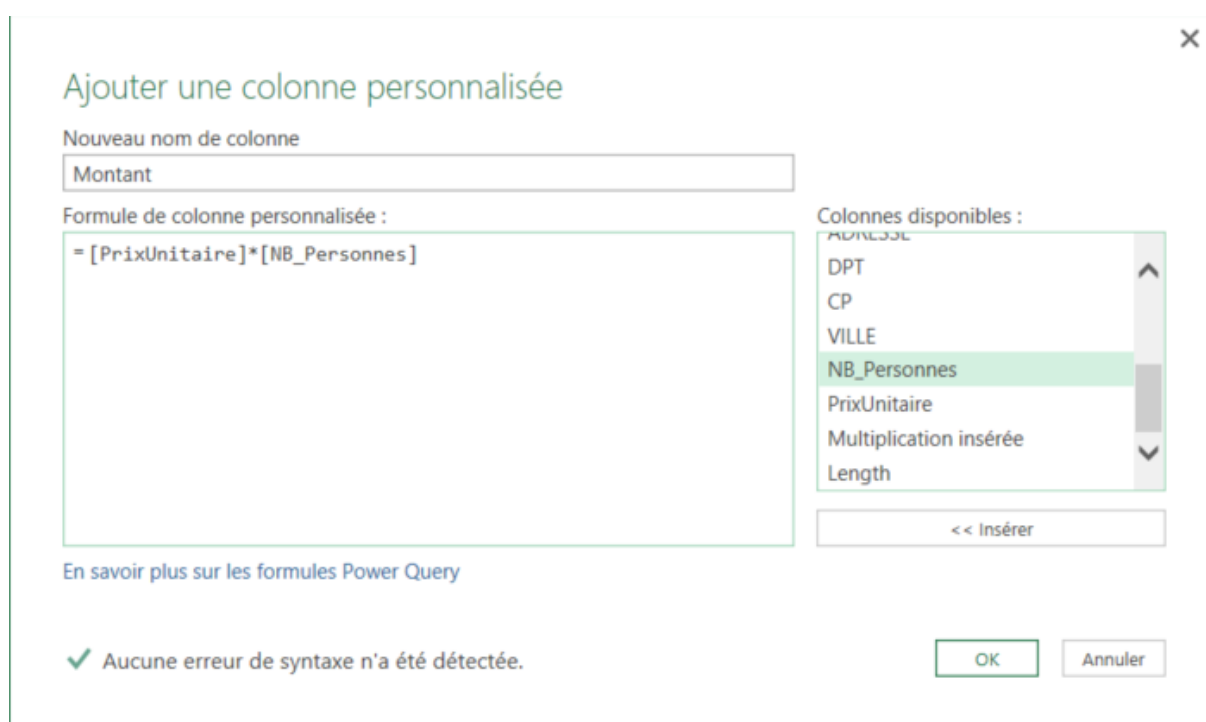 Ajouter une colonne personnalisée
Nouveau nom de colonne
Montant
Formule de colonne personnalisée :
= [PrixUnitaire]*[NB_Personnes]
Colonnes disponibles :
ADRESSE
DPT
CP
VILLE
NB_Personnes
PrixUnitaire
Multiplication insérée
Length
<< Insérer
En savoir plus sur les formules Power Query
Aucune erreur de syntaxe n'a été détectée.
OK
Annuler